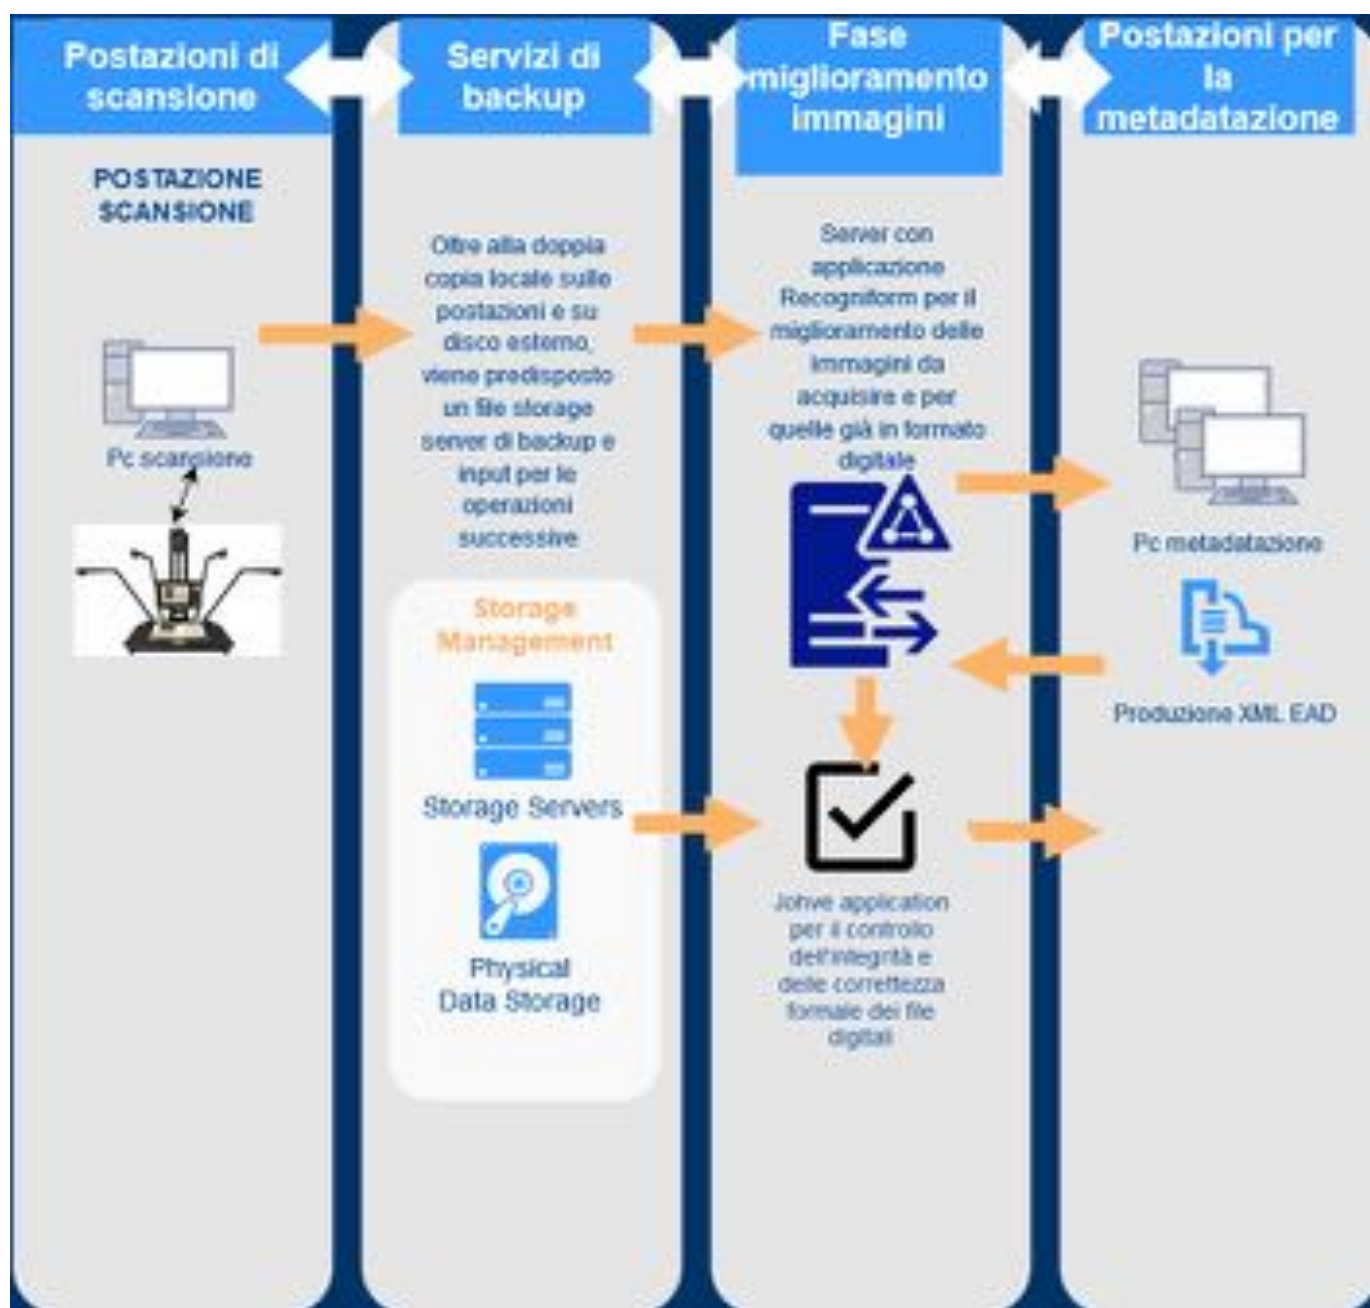 Postazioni di
scansione
Servizi di
backup
Fase
miglioramento
immagini
Postazioni per
la
metadatazione
POSTAZIONE
SCANSIONE
Pc scansione
Oltre alla doppia
copia locale sulle
postazioni e su
disco esterno,
viene predisposto
un file storage
server di backup e
input per le
operazioni
successive
Storage
Management
Storage Servers
Physical
Data Storage
Server con
applicazione
Recogniform per il
miglioramento delle
immagini da
acquisire e per
quelle già in formato
digitale
Johve application
per il controllo
dell'integrità e
delle correttezza
formale dei file
digitali
Pc metadatazione
Produzione XML EAD